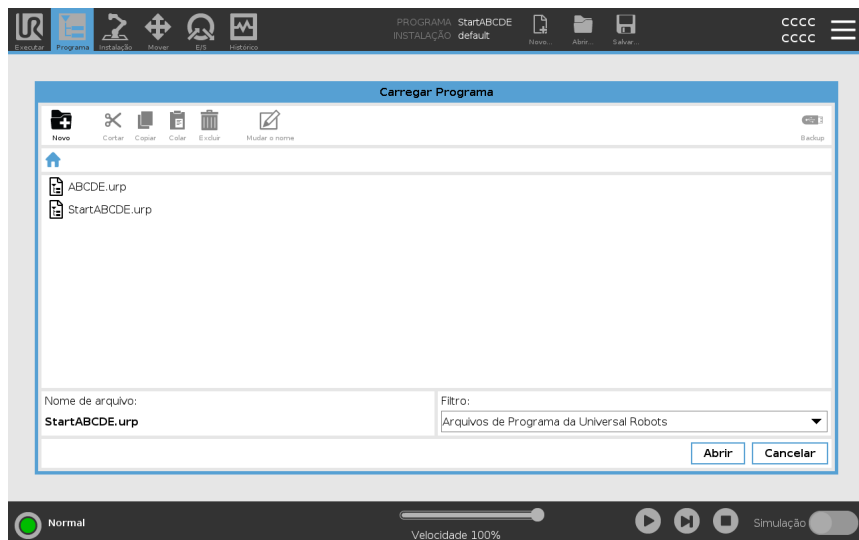 PROGRAMA StartABCDE
INSTALAÇÃO default
CCCC
CCCC
Executar Programa Instalação Mover E/S Histórico Novo... Abrir... Salvar...
Carregar Programa
Novo Cortar Copiar Colar Excluir Mudar o nome Backup
ABCDE.urp
StartABCDE.urp
Nome de arquivo: Filtro:
StartABCDE.urp Arquivos de Programa da Universal Robots
Abrir Cancelar
Normal Simulação
Velocidade 100%